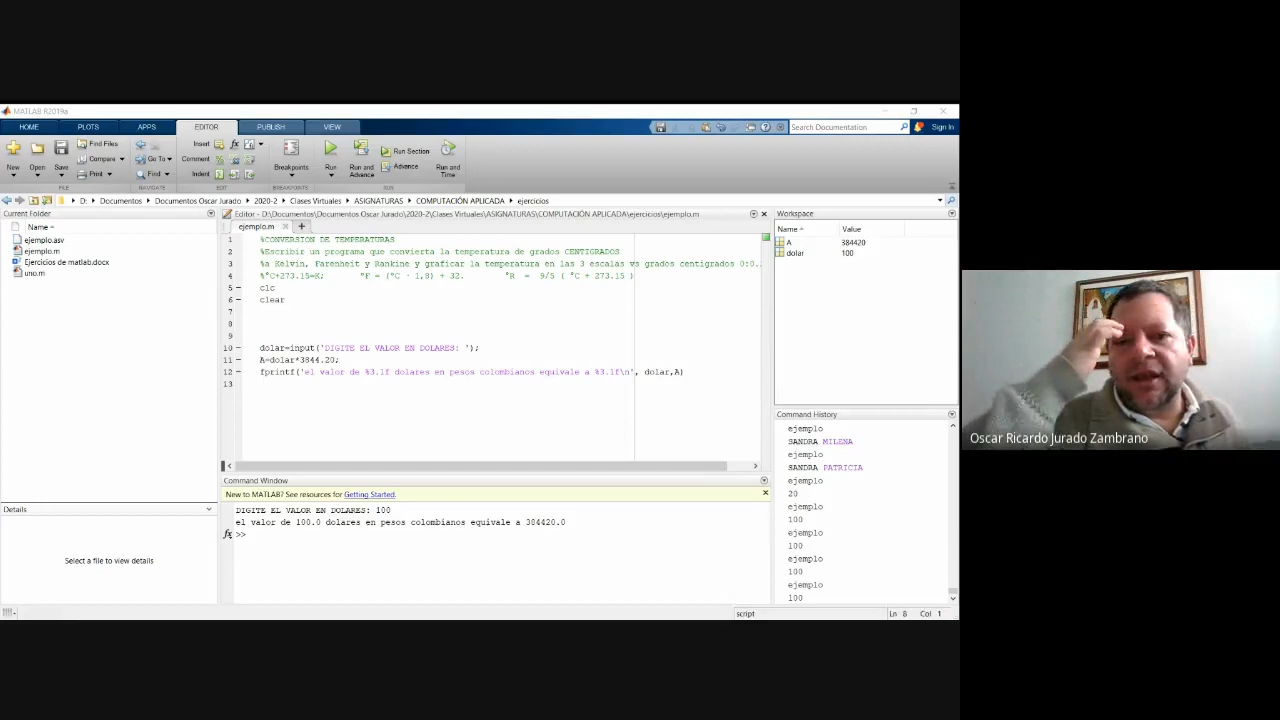 MATLAB R2019a
HOME PLOTS APPS EDITOR PUBLISH VIEW Search Documentation Sign In
New Open Save Find Files Compare Print Go To Find Insert Comment Indent Breakpoints Run Run and Advance Run Section Advance Run and Time
FILE NAVIGATE EDIT BREAKPOINTS RUN
D: Documentos Documentos Oscar Jurado 2020-2 Clases Virtuales ASIGNATURAS COMPUTACIÓN APLICADA ejercicios
Current Folder
Name
ejemplo.asv
ejemplo.m
Ejercicios de matlab.docx
uno.m
Details
Select a file to view details
Editor - D:\Documentos\Documentos Oscar Jurado\2020-2\Clases Virtuales\ASIGNATURAS\COMPUTACIÓN APLICADA\ejercicios\ejemplo.m
ejemplo.m
1 %CONVERSION DE TEMPERATURAS
2 %Escribir un programa que convierta la temperatura de grados CENTIGRADOS
3 %a Kelvin, Farenheit y Rankine y graficar la temperatura en las 3 escalas vs grados centigrados 0:0.
4 %°C+273.15=K; °F = (°C · 1,8) + 32. °R = 9/5 ( °C + 273.15 )
5 clc
6 clear
7
8
9
10 dolar=input('DIGITE EL VALOR EN DOLARES: ');
11 A=dolar*3844.20;
12 fprintf('el valor de %3.1f dolares en pesos colombianos equivale a %3.1f\n', dolar,A)
13
Command Window
New to MATLAB? See resources for Getting Started.
DIGITE EL VALOR EN DOLARES: 100
el valor de 100.0 dolares en pesos colombianos equivale a 384420.0
fx >>
Workspace
Name Value
A 384420
dolar 100
Command History
ejemplo
SANDRA MILENA
ejemplo
SANDRA PATRICIA
ejemplo
20
ejemplo
100
ejemplo
100
ejemplo
100
ejemplo
100
script Ln 8 Col 1
Oscar Ricardo Jurado Zambrano